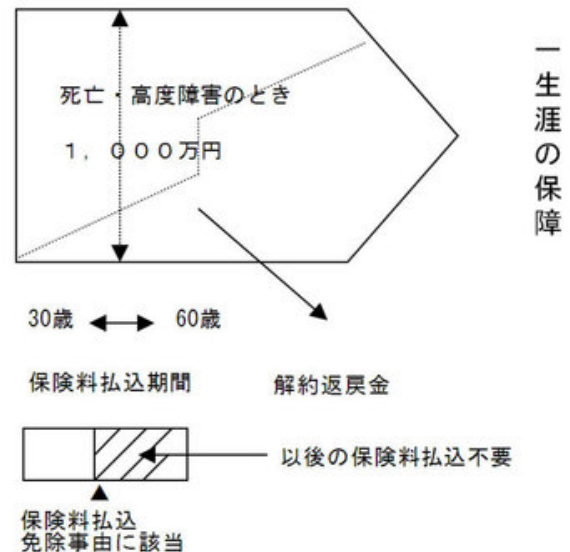 死亡・高度障害のとき
１，０００万円
一生涯の保障
30歳
60歳
保険料払込期間
解約返戻金
以後の保険料払込不要
保険料払込
免除事由に該当